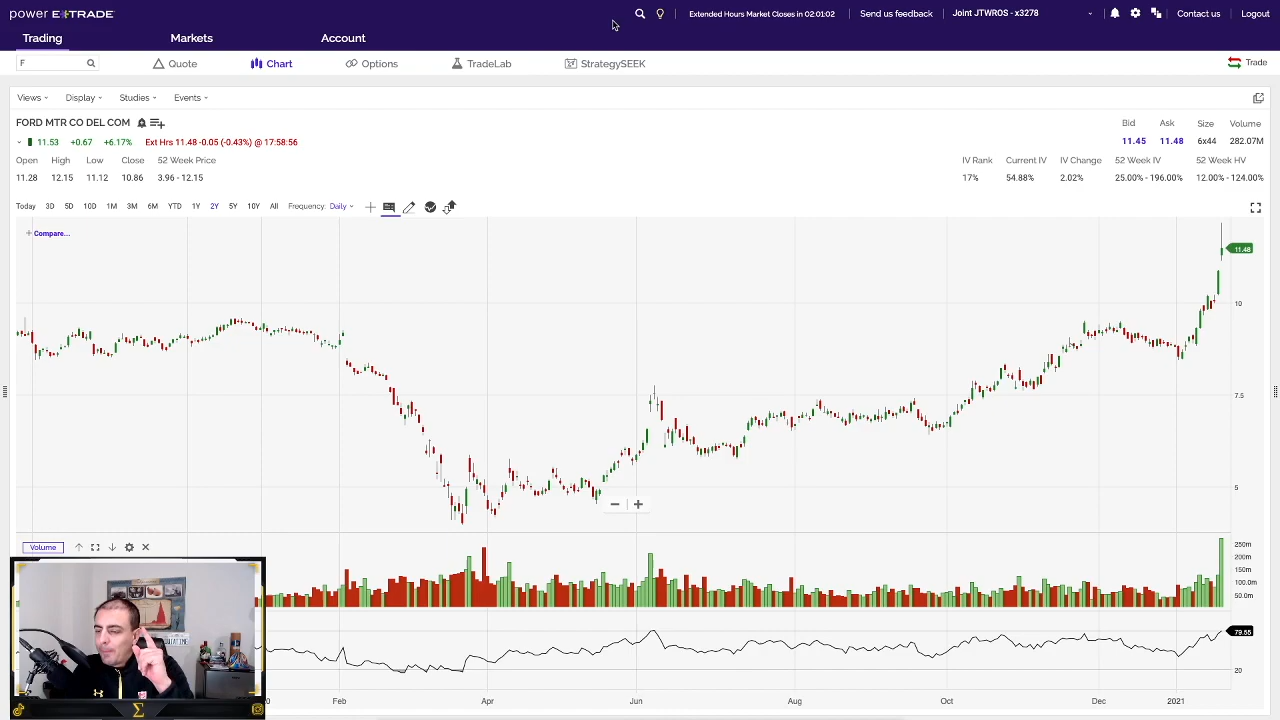 power E*TRADE
Extended Hours Market Closes in 02:01:02
Send us feedback
Joint JTWROS - x3278
Contact us
Logout
Trading
Markets
Account
F
Quote
Chart
Options
TradeLab
StrategySEEK
Trade
Views
Display
Studies
Events
FORD MTR CO DEL COM
Bid
Ask
Size
Volume
11.53 +0.67 +6.17% Ext Hrs 11.48 -0.05 (-0.43%) @ 17:58:56
11.45
11.48
6x44
282.07M
Open
High
Low
Close
52 Week Price
IV Rank
Current IV
IV Change
52 Week IV
52 Week HV
11.28
12.15
11.12
10.86
3.96 - 12.15
17%
54.88%
2.02%
25.00% - 196.00%
12.00% - 124.00%
Today 3D 5D 10D 1M 3M 6M YTD 1Y 2Y 5Y 10Y All Frequency: Daily
+ Compare...
11.48
10
7.5
5
Volume
250m
200m
150m
100.0m
50.0m
79.55
20
Feb
Apr
Jun
Aug
Oct
Dec
2021
Σ